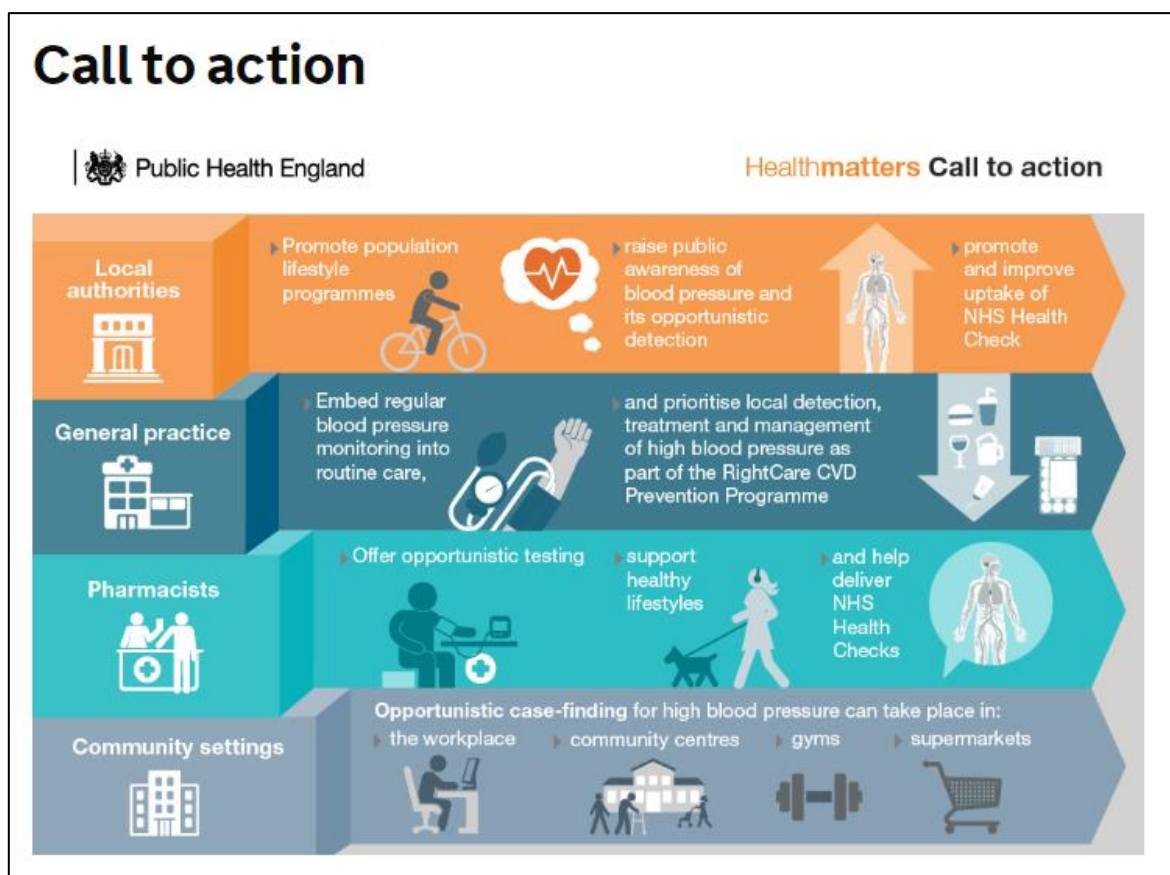 Call to action
Public Health England
Healthmatters Call to action
Local
authorities
Promote population
lifestyle
programmes
raise public
awareness of
blood pressure and
its opportunistic
detection
promote
and improve
uptake of
NHS Health
Check
General practice
Embed regular
blood pressure
monitoring into
routine care,
and prioritise local detection,
treatment and management
of high blood pressure as
part of the RightCare CVD
Prevention Programme
Pharmacists
Offer opportunistic testing
support
healthy
lifestyles
and help
deliver
NHS
Health
Checks
Community settings
Opportunistic case-finding for high blood pressure can take place in:
the workplace
community centres
gyms
supermarkets